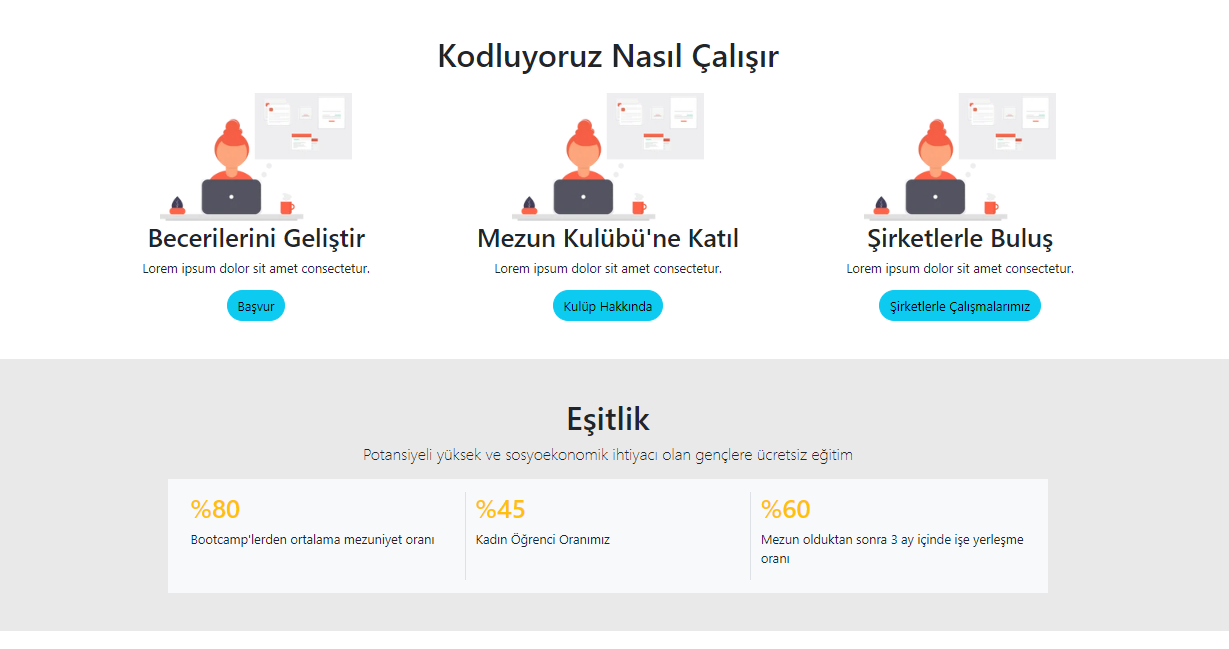 Kodluyoruz Nasıl Çalışır
Becerilerini Geliştir
Lorem ipsum dolor sit amet consectetur.
Başvur
Mezun Kulübü'ne Katıl
Lorem ipsum dolor sit amet consectetur.
Kulüp Hakkında
Şirketlerle Buluş
Lorem ipsum dolor sit amet consectetur.
Şirketlerle Çalışmalarımız
Eşitlik
Potansiyeli yüksek ve sosyoekonomik ihtiyacı olan gençlere ücretsiz eğitim
%80
Bootcamp'lerden ortalama mezuniyet oranı
%45
Kadın Öğrenci Oranımız
%60
Mezun olduktan sonra 3 ay içinde işe yerleşme
oranı